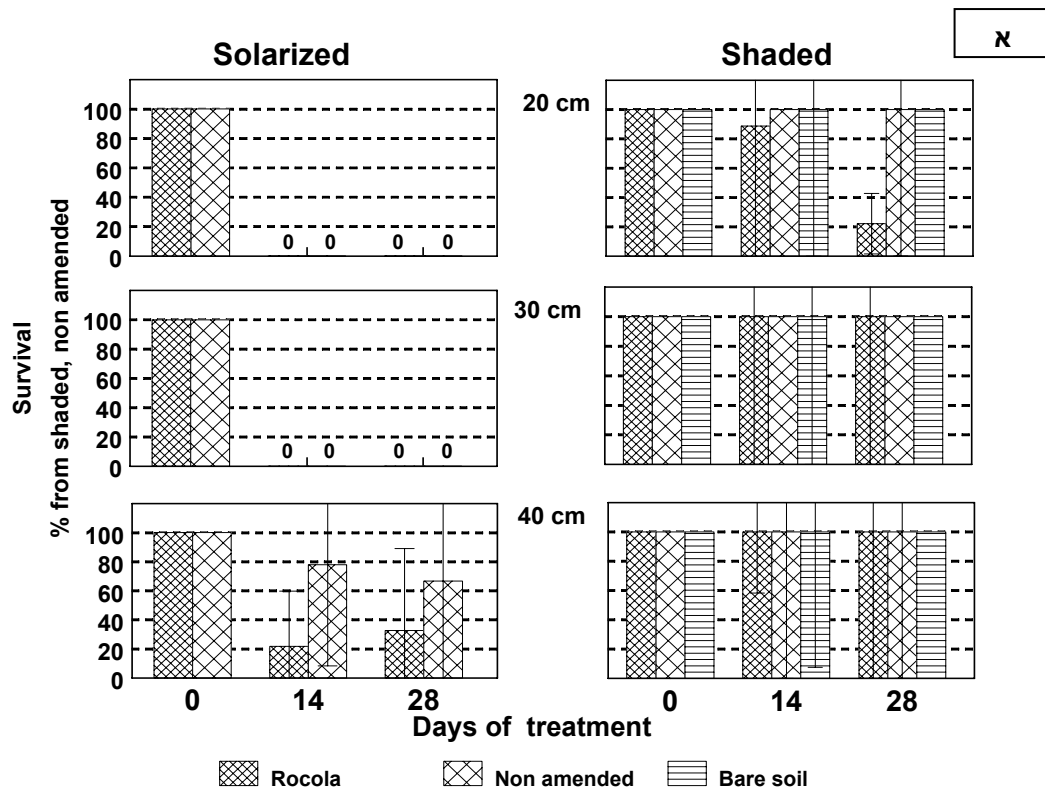 א
Solarized
Shaded
Survival
% from shaded, non amended
20 cm
100
80
60
40
20
0
0 0 0 0
30 cm
100
80
60
40
20
0
0 0 0 0
40 cm
100
80
60
40
20
0
0 14 28
0 14 28
Days of treatment
Rocola Non amended Bare soil